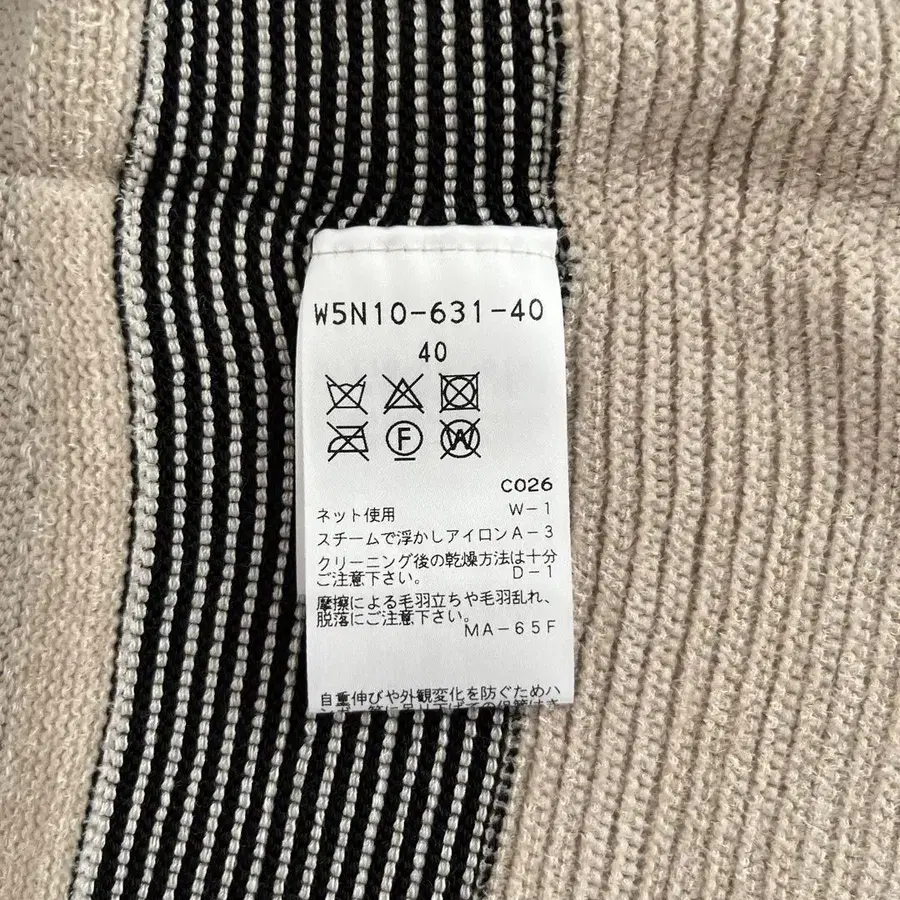 W5N10-631-40
40
F
W
C026
ネット使用 W-1
スチームで浮かしアイロン A-3
クリーニング後の乾燥方法は十分
ご注意下さい。 D-1
摩擦による毛羽立ちや毛羽乱れ、
脱落にご注意下さい。
MA-65F
自重伸びや外観変化を防ぐためハ